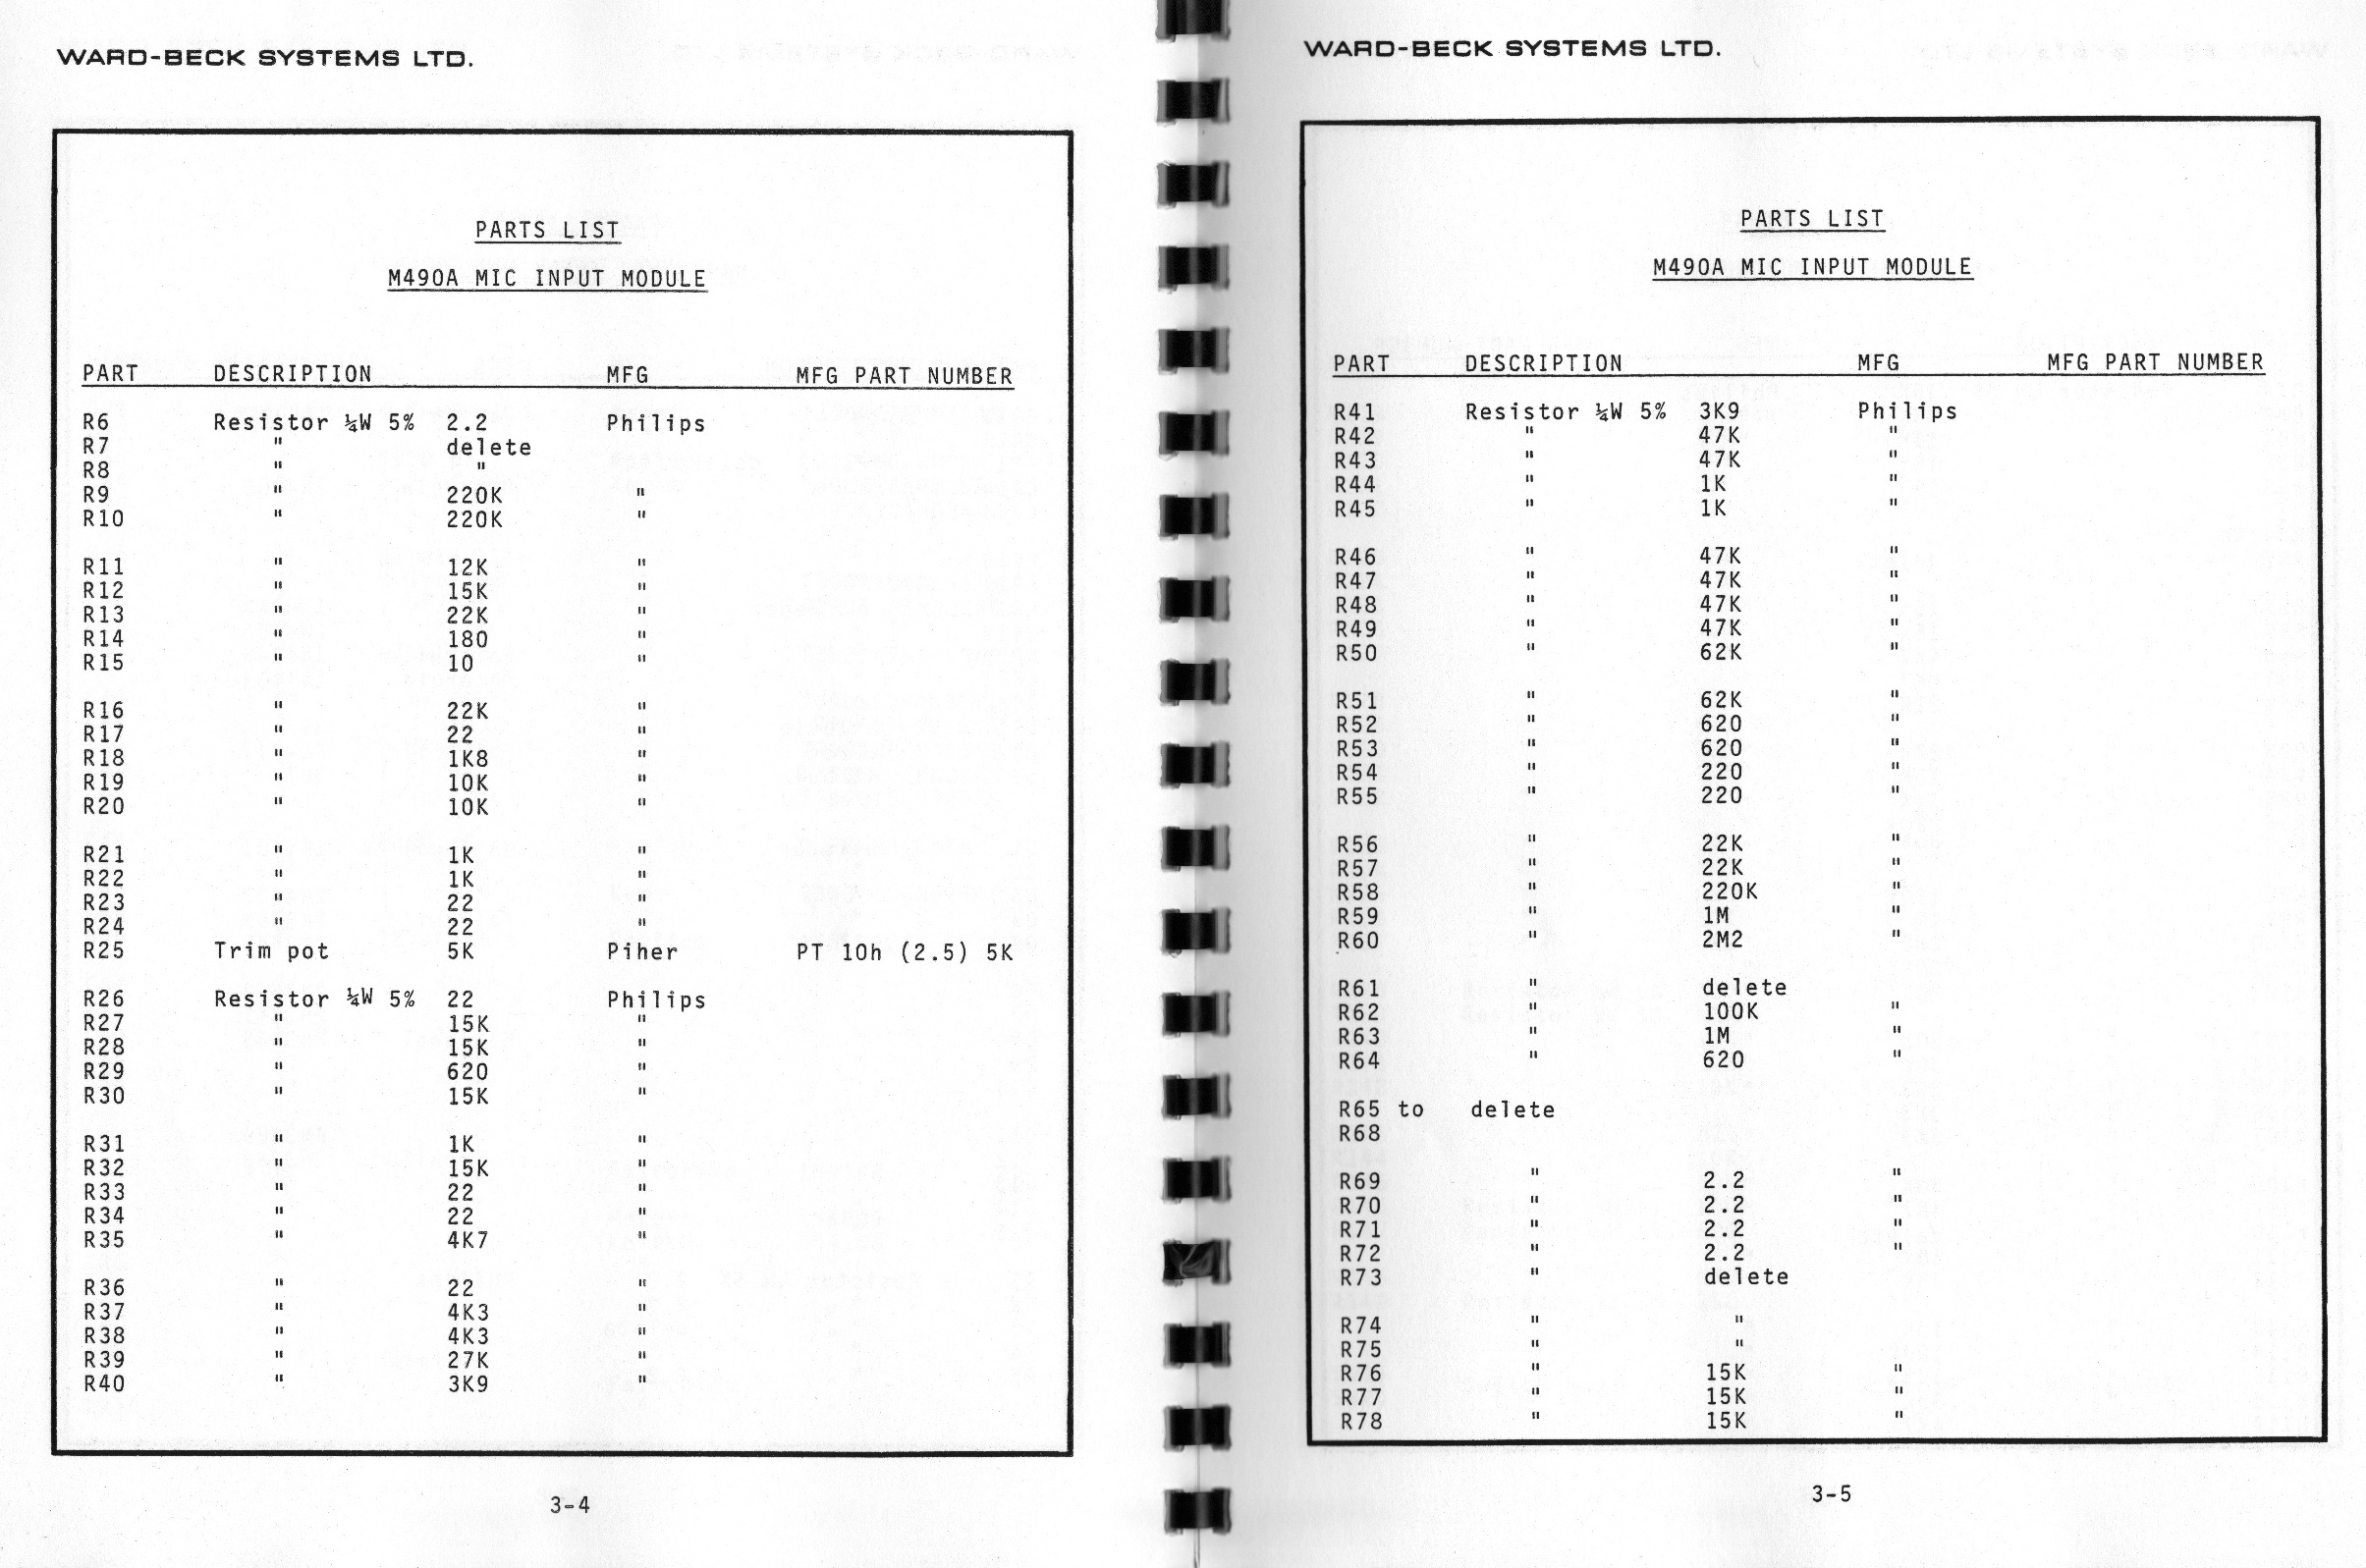 WARD-BECK SYSTEMS LTD.
PARTS LIST
M490A MIC INPUT MODULE
PART DESCRIPTION MFG MFG PART NUMBER
R6 Resistor ¼W 5% 2.2 Philips
R7 " delete
R8 " "
R9 " 220K "
R10 " 220K "
R11 " 12K "
R12 " 15K "
R13 " 22K "
R14 " 180 "
R15 " 10 "
R16 " 22K "
R17 " 22 "
R18 " 1K8 "
R19 " 10K "
R20 " 10K "
R21 " 1K "
R22 " 1K "
R23 " 22 "
R24 " 22 "
R25 Trim pot 5K Piher PT 10h (2.5) 5K
R26 Resistor ¼W 5% 22 Philips
R27 " 15K "
R28 " 15K "
R29 " 620 "
R30 " 15K "
R31 " 1K "
R32 " 15K "
R33 " 22 "
R34 " 22 "
R35 " 4K7 "
R36 " 22 "
R37 " 4K3 "
R38 " 4K3 "
R39 " 27K "
R40 " 3K9 "
3-4
WARD-BECK SYSTEMS LTD.
PARTS LIST
M490A MIC INPUT MODULE
PART DESCRIPTION MFG MFG PART NUMBER
R41 Resistor ¼W 5% 3K9 Philips
R42 " 47K "
R43 " 47K "
R44 " 1K "
R45 " 1K "
R46 " 47K "
R47 " 47K "
R48 " 47K "
R49 " 47K "
R50 " 62K "
R51 " 62K "
R52 " 620 "
R53 " 620 "
R54 " 220 "
R55 " 220 "
R56 " 22K "
R57 " 22K "
R58 " 220K "
R59 " 1M "
R60 " 2M2 "
R61 " delete
R62 " 100K "
R63 " 1M "
R64 " 620 "
R65 to delete
R68
R69 " 2.2 "
R70 " 2.2 "
R71 " 2.2 "
R72 " 2.2 "
R73 " delete
R74 " "
R75 " "
R76 " 15K "
R77 " 15K "
R78 " 15K "
3-5